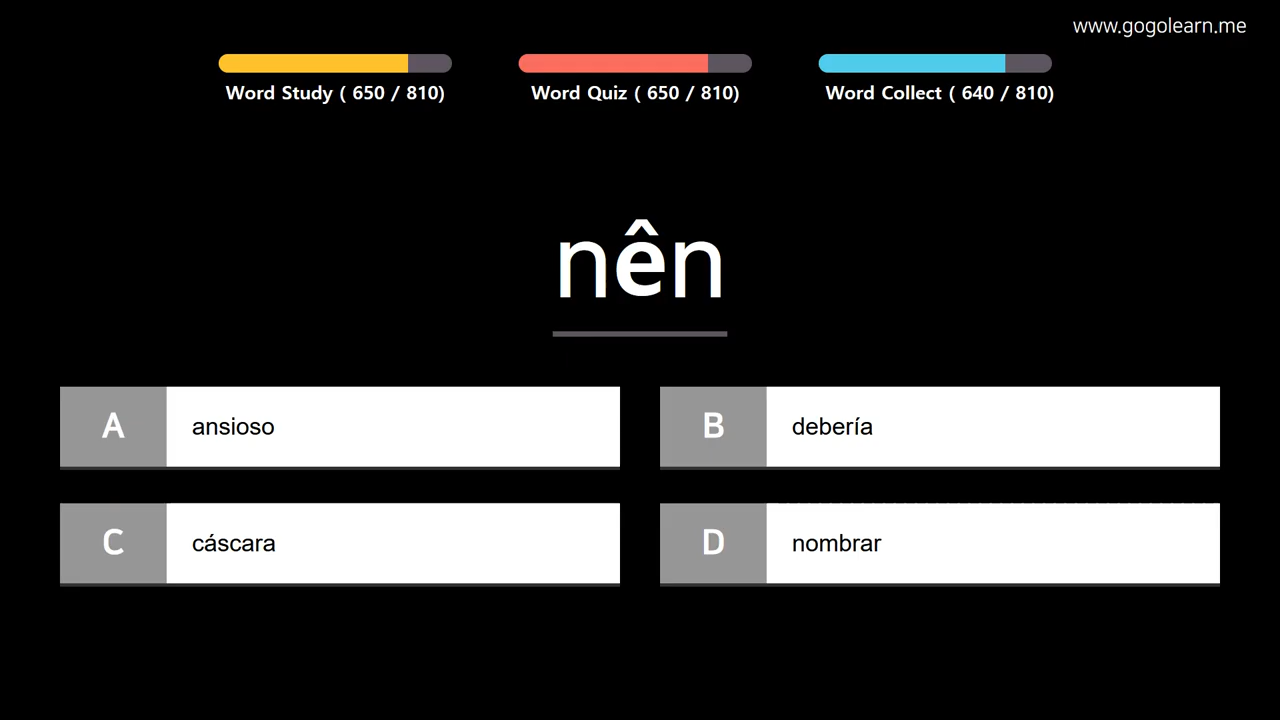 www.gogolearn.me
Word Study ( 650 / 810)
Word Quiz ( 650 / 810)
Word Collect ( 640 / 810)
nên
A ansioso
B debería
C cáscara
D nombrar